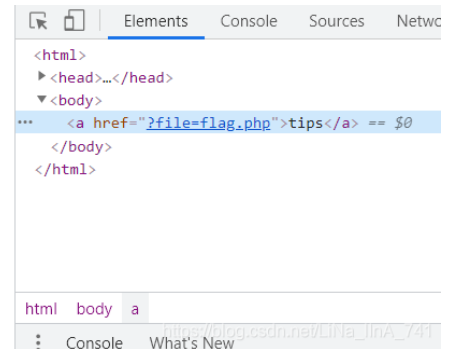 Elements Console Sources Netwo
<html>
<head>…</head>
<body>
... <a href="?file=flag.php">tips</a> == $0
</body>
</html>
html body a
https://blog.csdn.net/LiNa_lInA_741
Console What's New